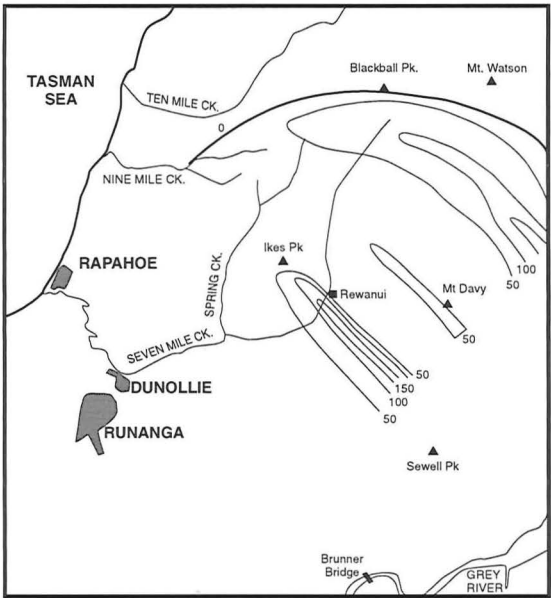 Blackball Pk.
Mt. Watson
TASMAN
SEA
TEN MILE CK.
0
NINE MILE CK.
Ikes Pk
RAPAHOE
SPRING CK.
Rewanui
Mt Davy
100
50
50
SEVEN MILE CK.
50
150
100
50
DUNOLLIE
RUNANGA
Sewell Pk
Brunner
Bridge
GREY
RIVER